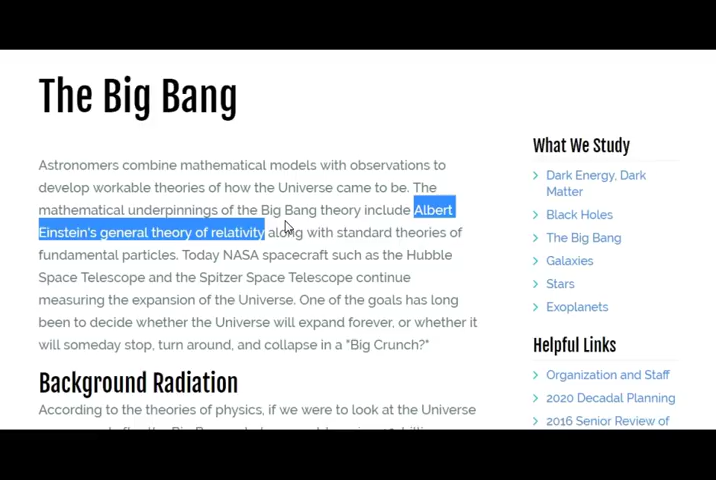 The Big Bang
Astronomers combine mathematical models with observations to
develop workable theories of how the Universe came to be. The
mathematical underpinnings of the Big Bang theory include Albert
Einstein's general theory of relativity along with standard theories of
fundamental particles. Today NASA spacecraft such as the Hubble
Space Telescope and the Spitzer Space Telescope continue
measuring the expansion of the Universe. One of the goals has long
been to decide whether the Universe will expand forever, or whether it
will someday stop, turn around, and collapse in a "Big Crunch?"
Background Radiation
According to the theories of physics, if we were to look at the Universe
What We Study
Dark Energy, Dark
Matter
Black Holes
The Big Bang
Galaxies
Stars
Exoplanets
Helpful Links
Organization and Staff
2020 Decadal Planning
2016 Senior Review of